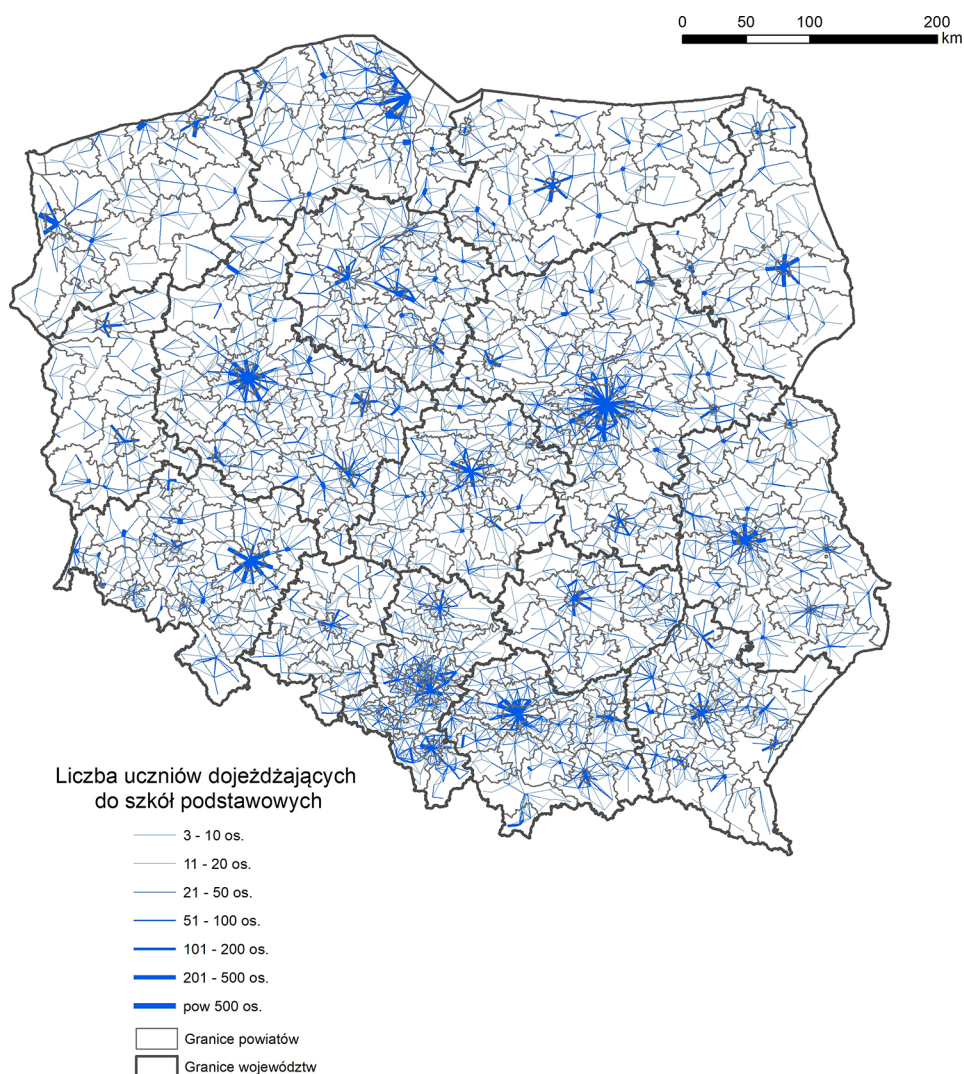 0 50 100 200
km
Liczba uczniów dojeżdżających
do szkół podstawowych
3 - 10 os.
11 - 20 os.
21 - 50 os.
51 - 100 os.
101 - 200 os.
201 - 500 os.
pow 500 os.
Granice powiatów
Granice województw